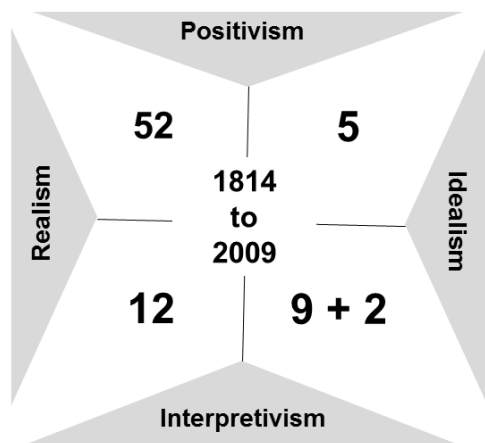 Positivism
52
5
1814
to
2009
Realism
Idealism
12
9 + 2
Interpretivism